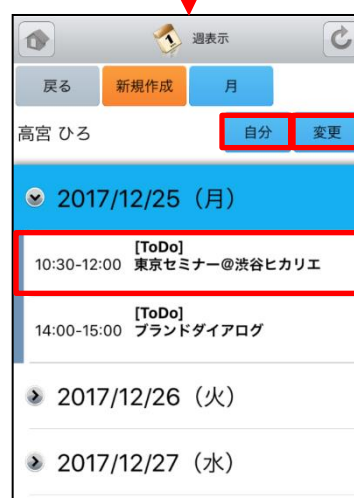 1 週表示
戻る 新規作成 月
高宮 ひろ 自分 変更
2017/12/25（月）
[ToDo]
10:30-12:00 東京セミナー@渋谷ヒカリエ
[ToDo]
14:00-15:00 ブランドダイアログ
2017/12/26（火）
2017/12/27（水）